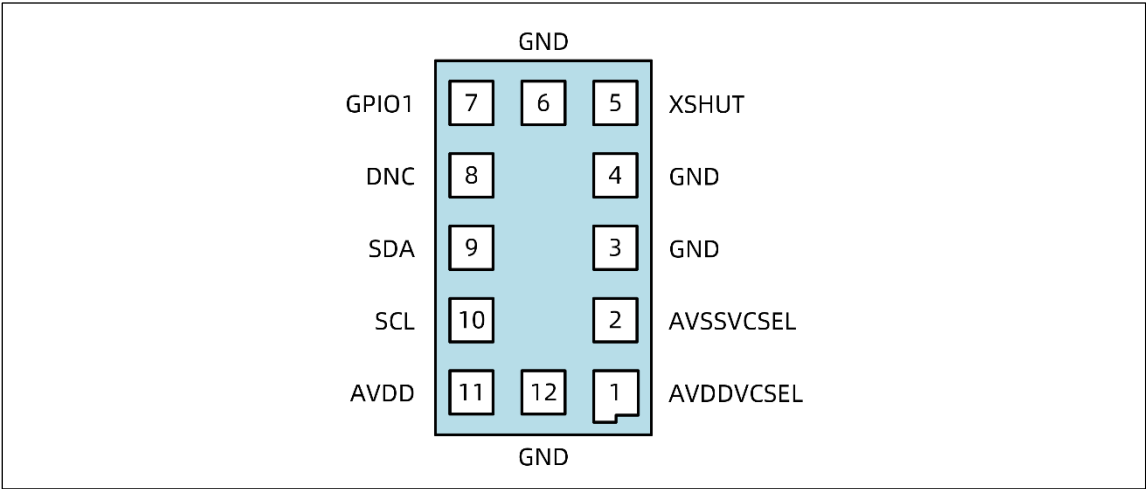 GND
GPIO1 7 6 5 XSHUT
DNC 8 4 GND
SDA 9 3 GND
SCL 10 2 AVSSVCSEL
AVDD 11 12 1 AVDDVCSEL
GND